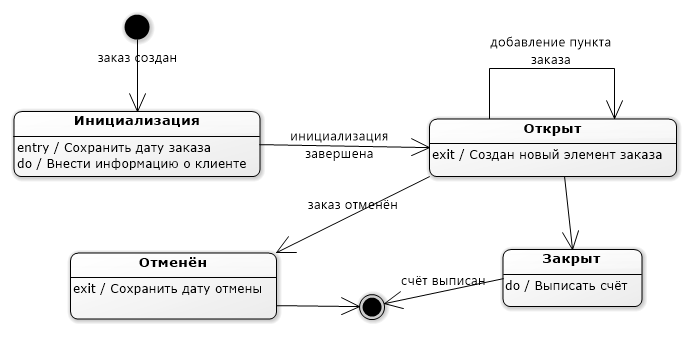 добавление пункта
заказа
заказ создан
Инициализация
entry / Сохранить дату заказа
do / Внести информацию о клиенте
инициализация
завершена
Открыт
exit / Создан новый элемент заказа
заказ отменён
Отменён
exit / Сохранить дату отмены
счёт выписан
Закрыт
do / Выписать счёт